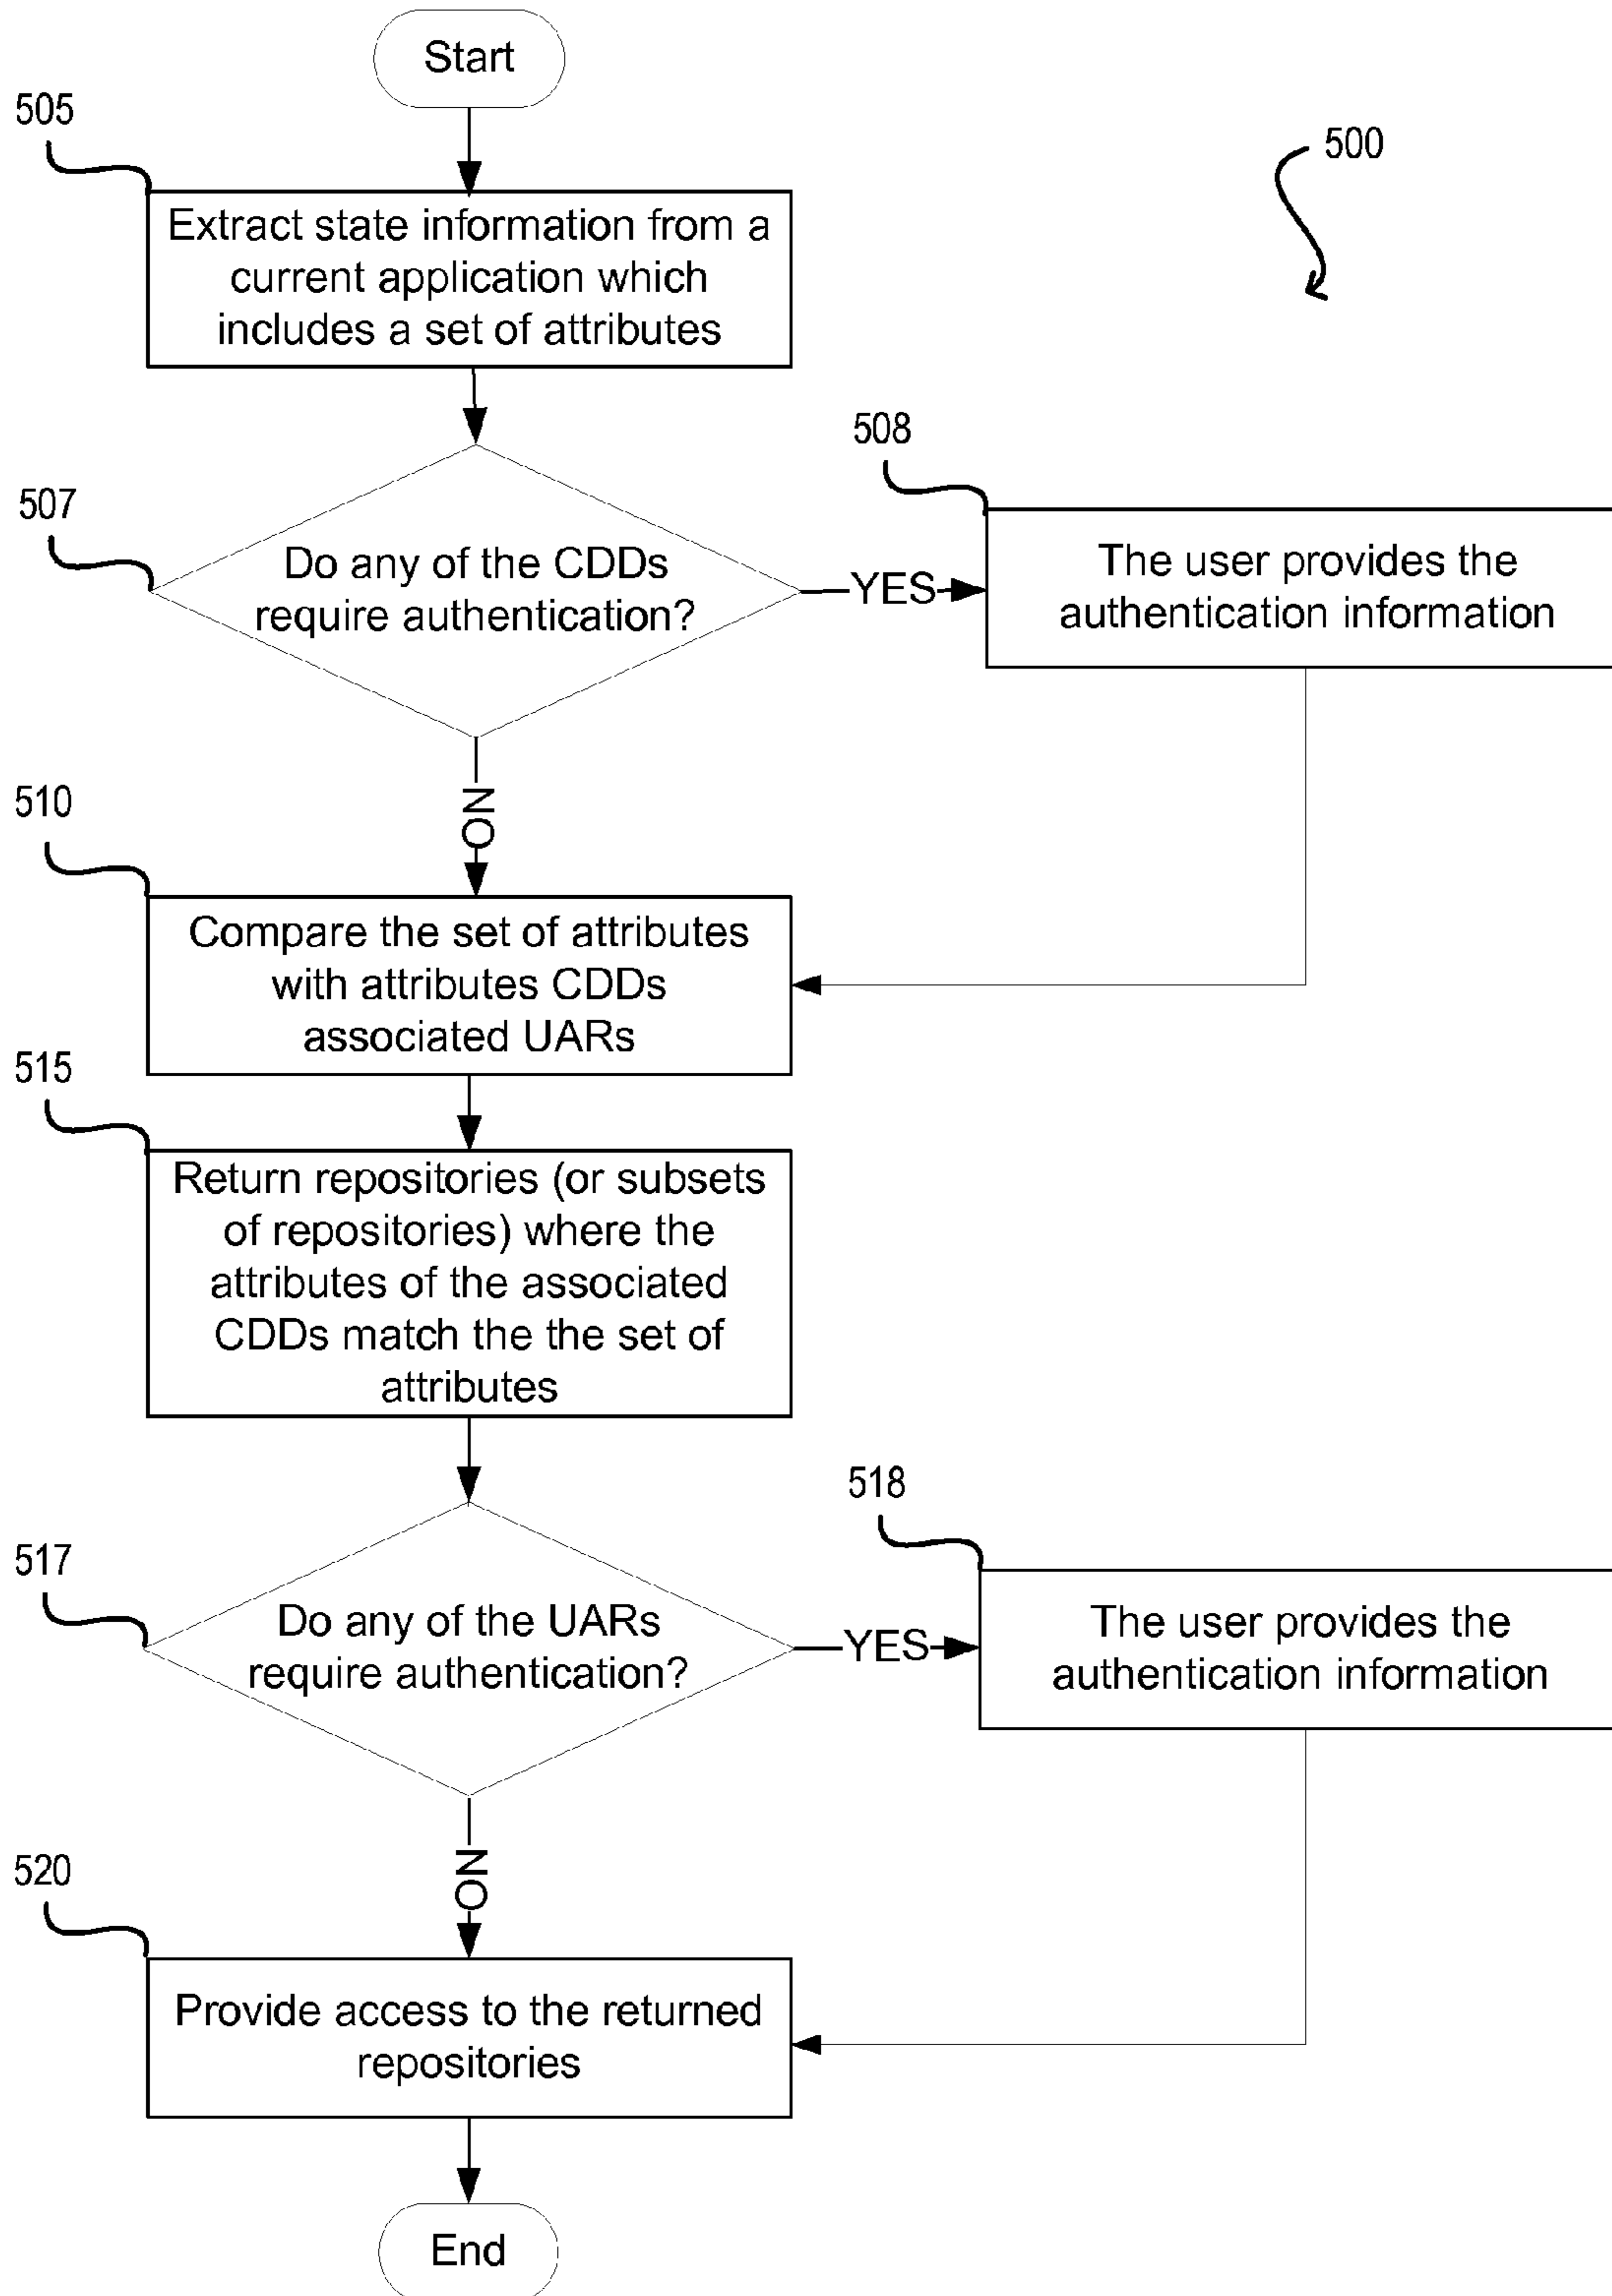 Start
505
500
Extract state information from a
current application which
includes a set of attributes
508
507
Do any of the CDDs
require authentication?
YES
The user provides the
authentication information
NO
510
Compare the set of attributes
with attributes CDDs
associated UARs
515
Return repositories (or subsets
of repositories) where the
attributes of the associated
CDDs match the the set of
attributes
518
517
Do any of the UARs
require authentication?
YES
The user provides the
authentication information
NO
520
Provide access to the returned
repositories
End